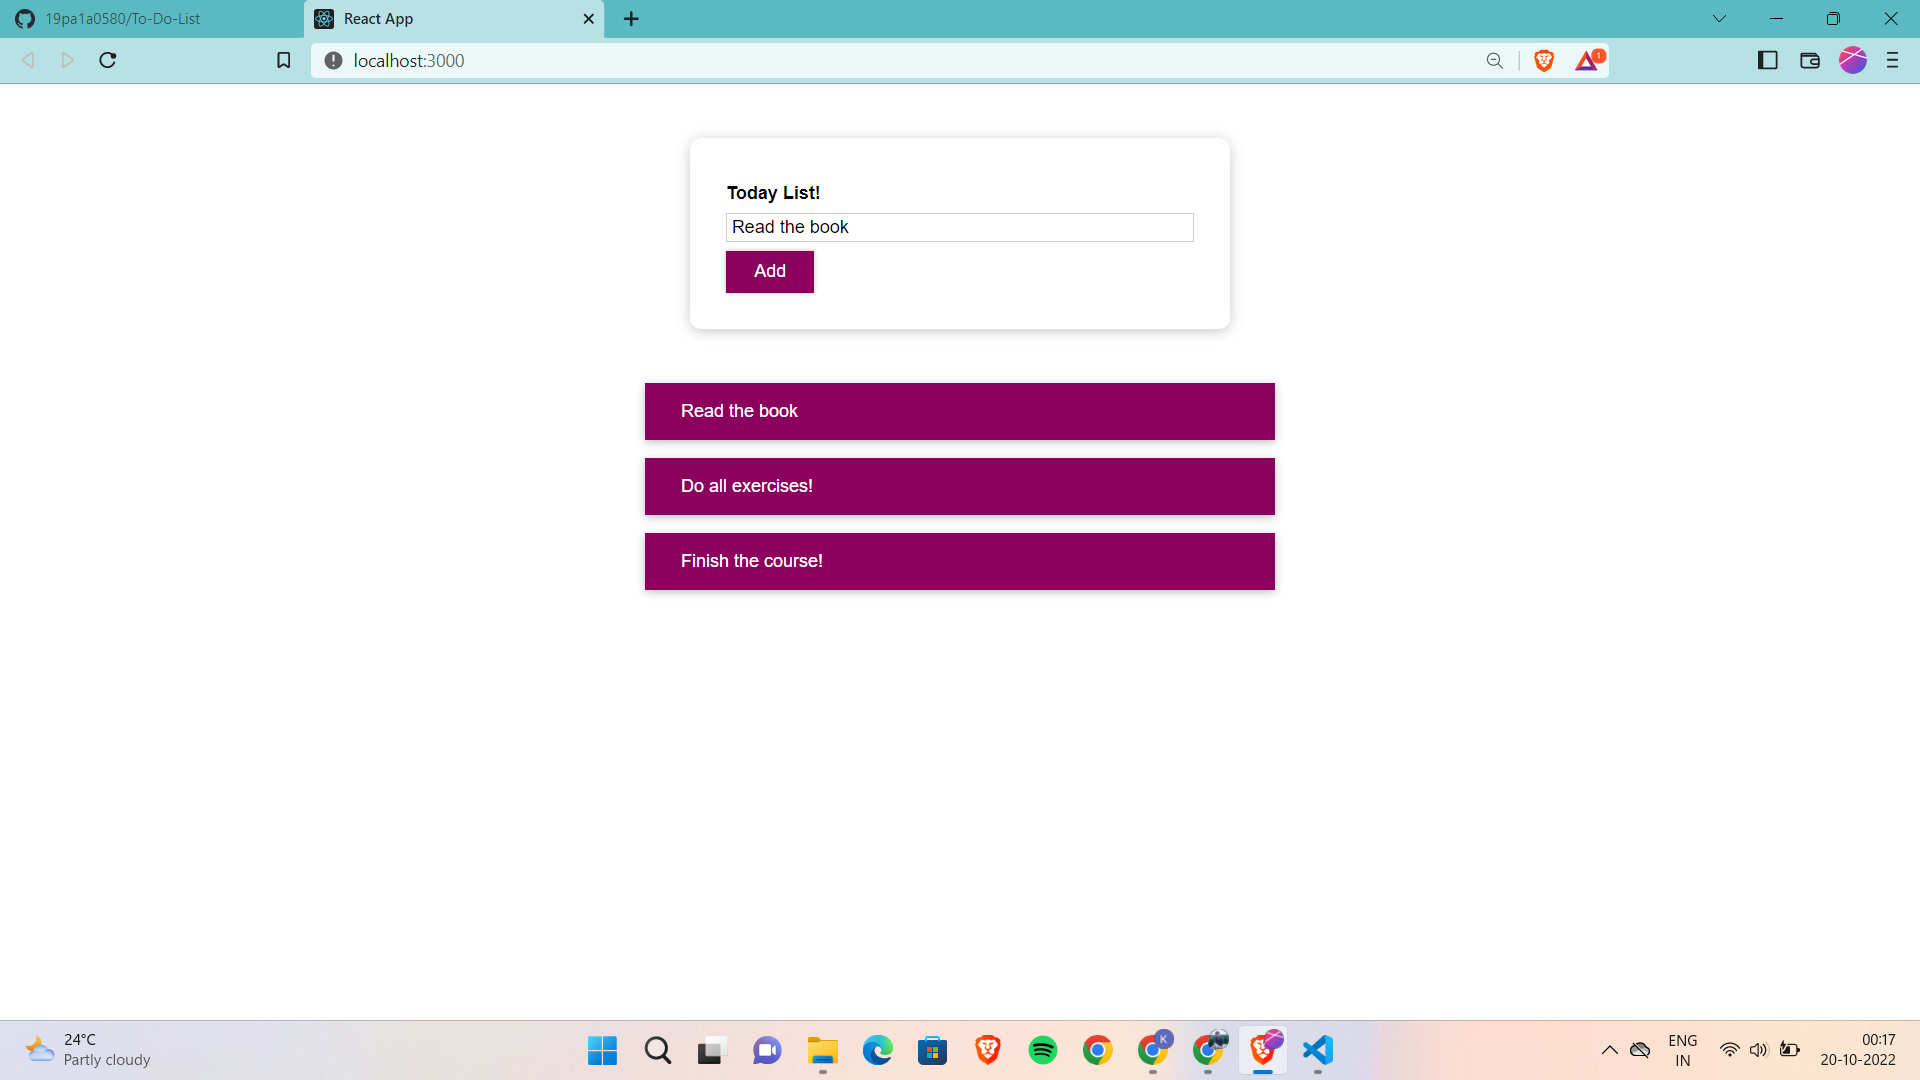 19pa1a0580/To-Do-List
React App
localhost:3000
1
Today List!
Read the book
Add
Read the book
Do all exercises!
Finish the course!
24°C
Partly cloudy
K
ENG
IN
00:17
20-10-2022